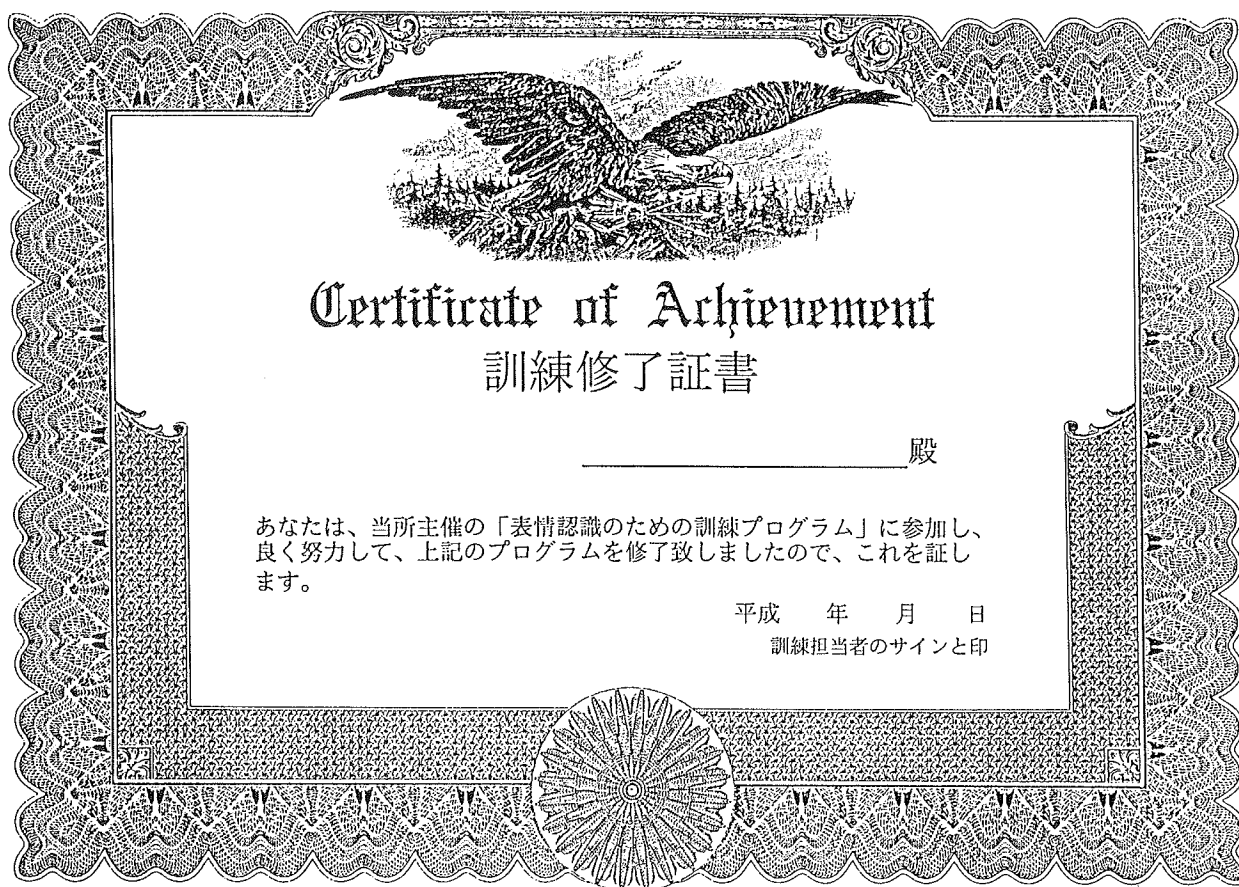 Certificate of Achievement
訓練修了証書
殿
あなたは、当所主催の「表情認識のための訓練プログラム」に参加し、
良く努力して、上記のプログラムを修了致しましたので、これを証し
ます。
平成　年　月　日
訓練担当者のサインと印